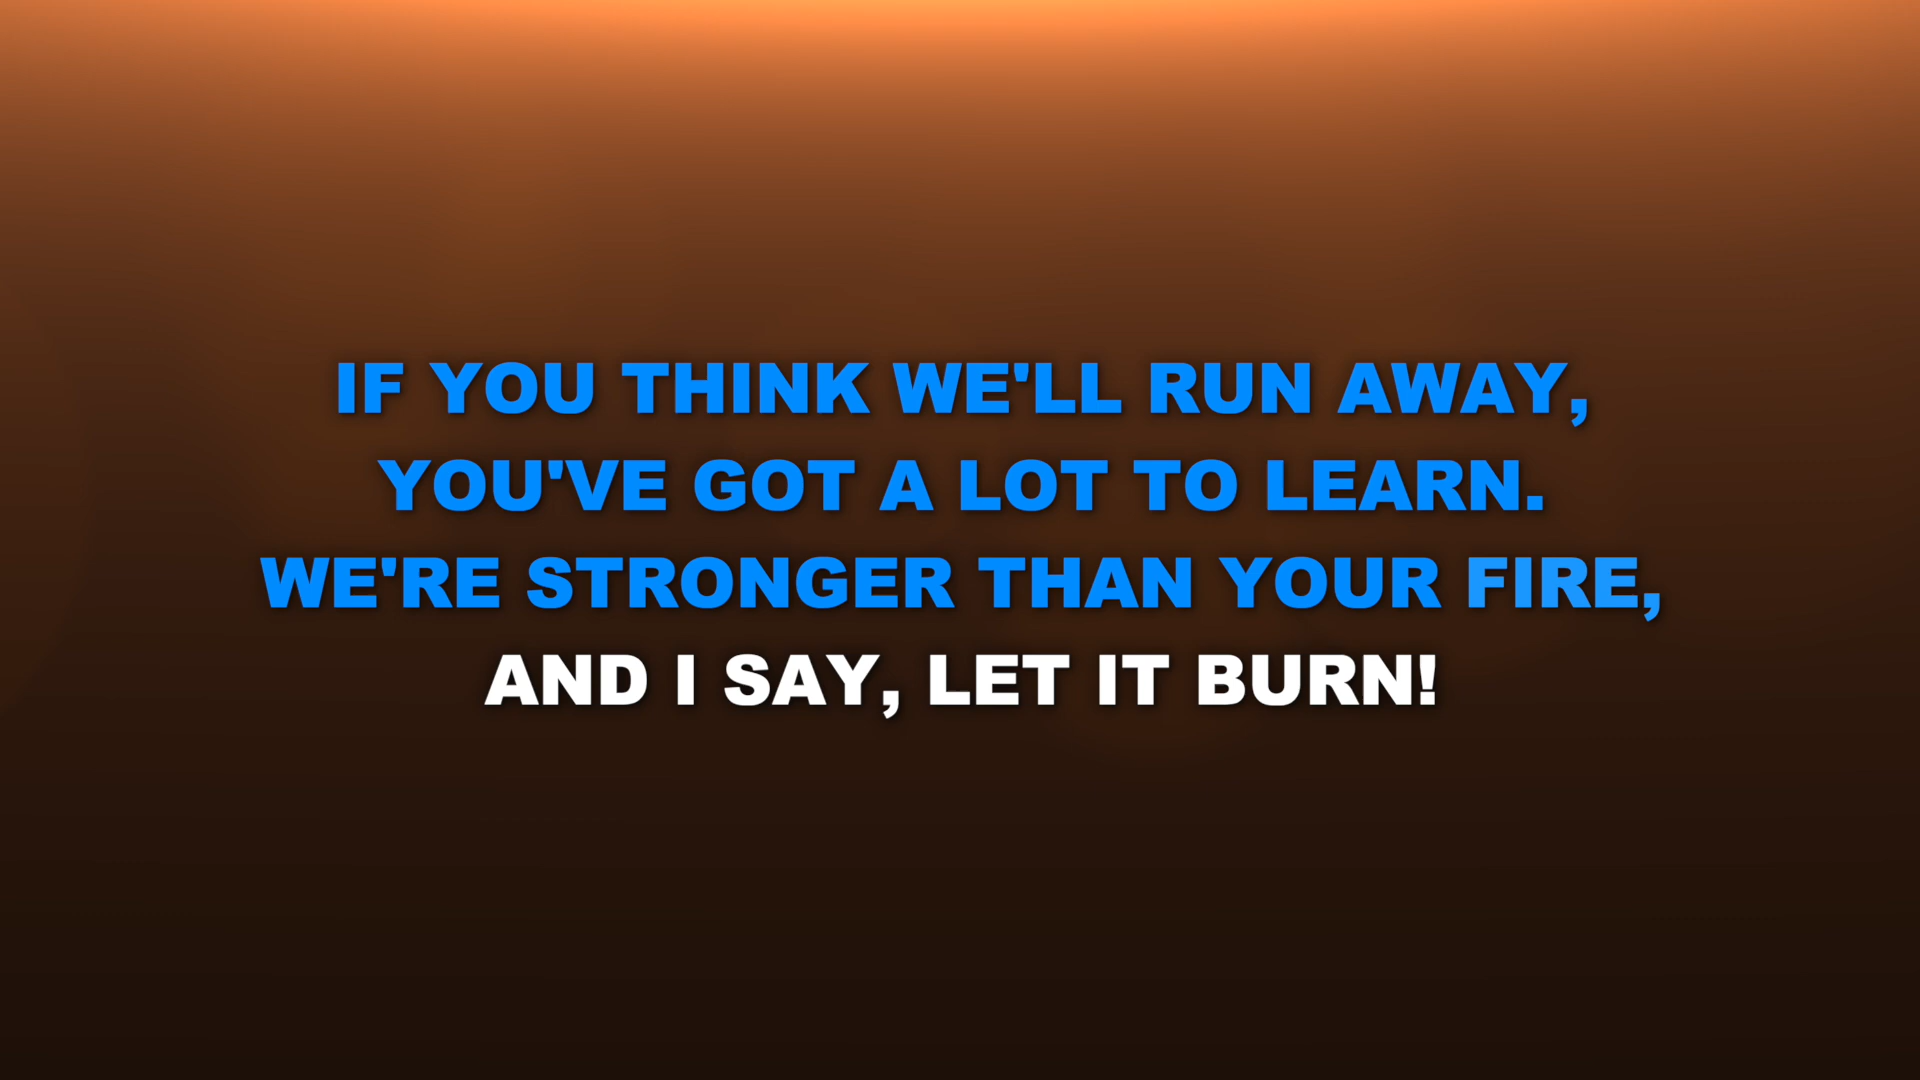 IF YOU THINK WE'LL RUN AWAY,
YOU'VE GOT A LOT TO LEARN.
WE'RE STRONGER THAN YOUR FIRE,
AND I SAY, LET IT BURN!